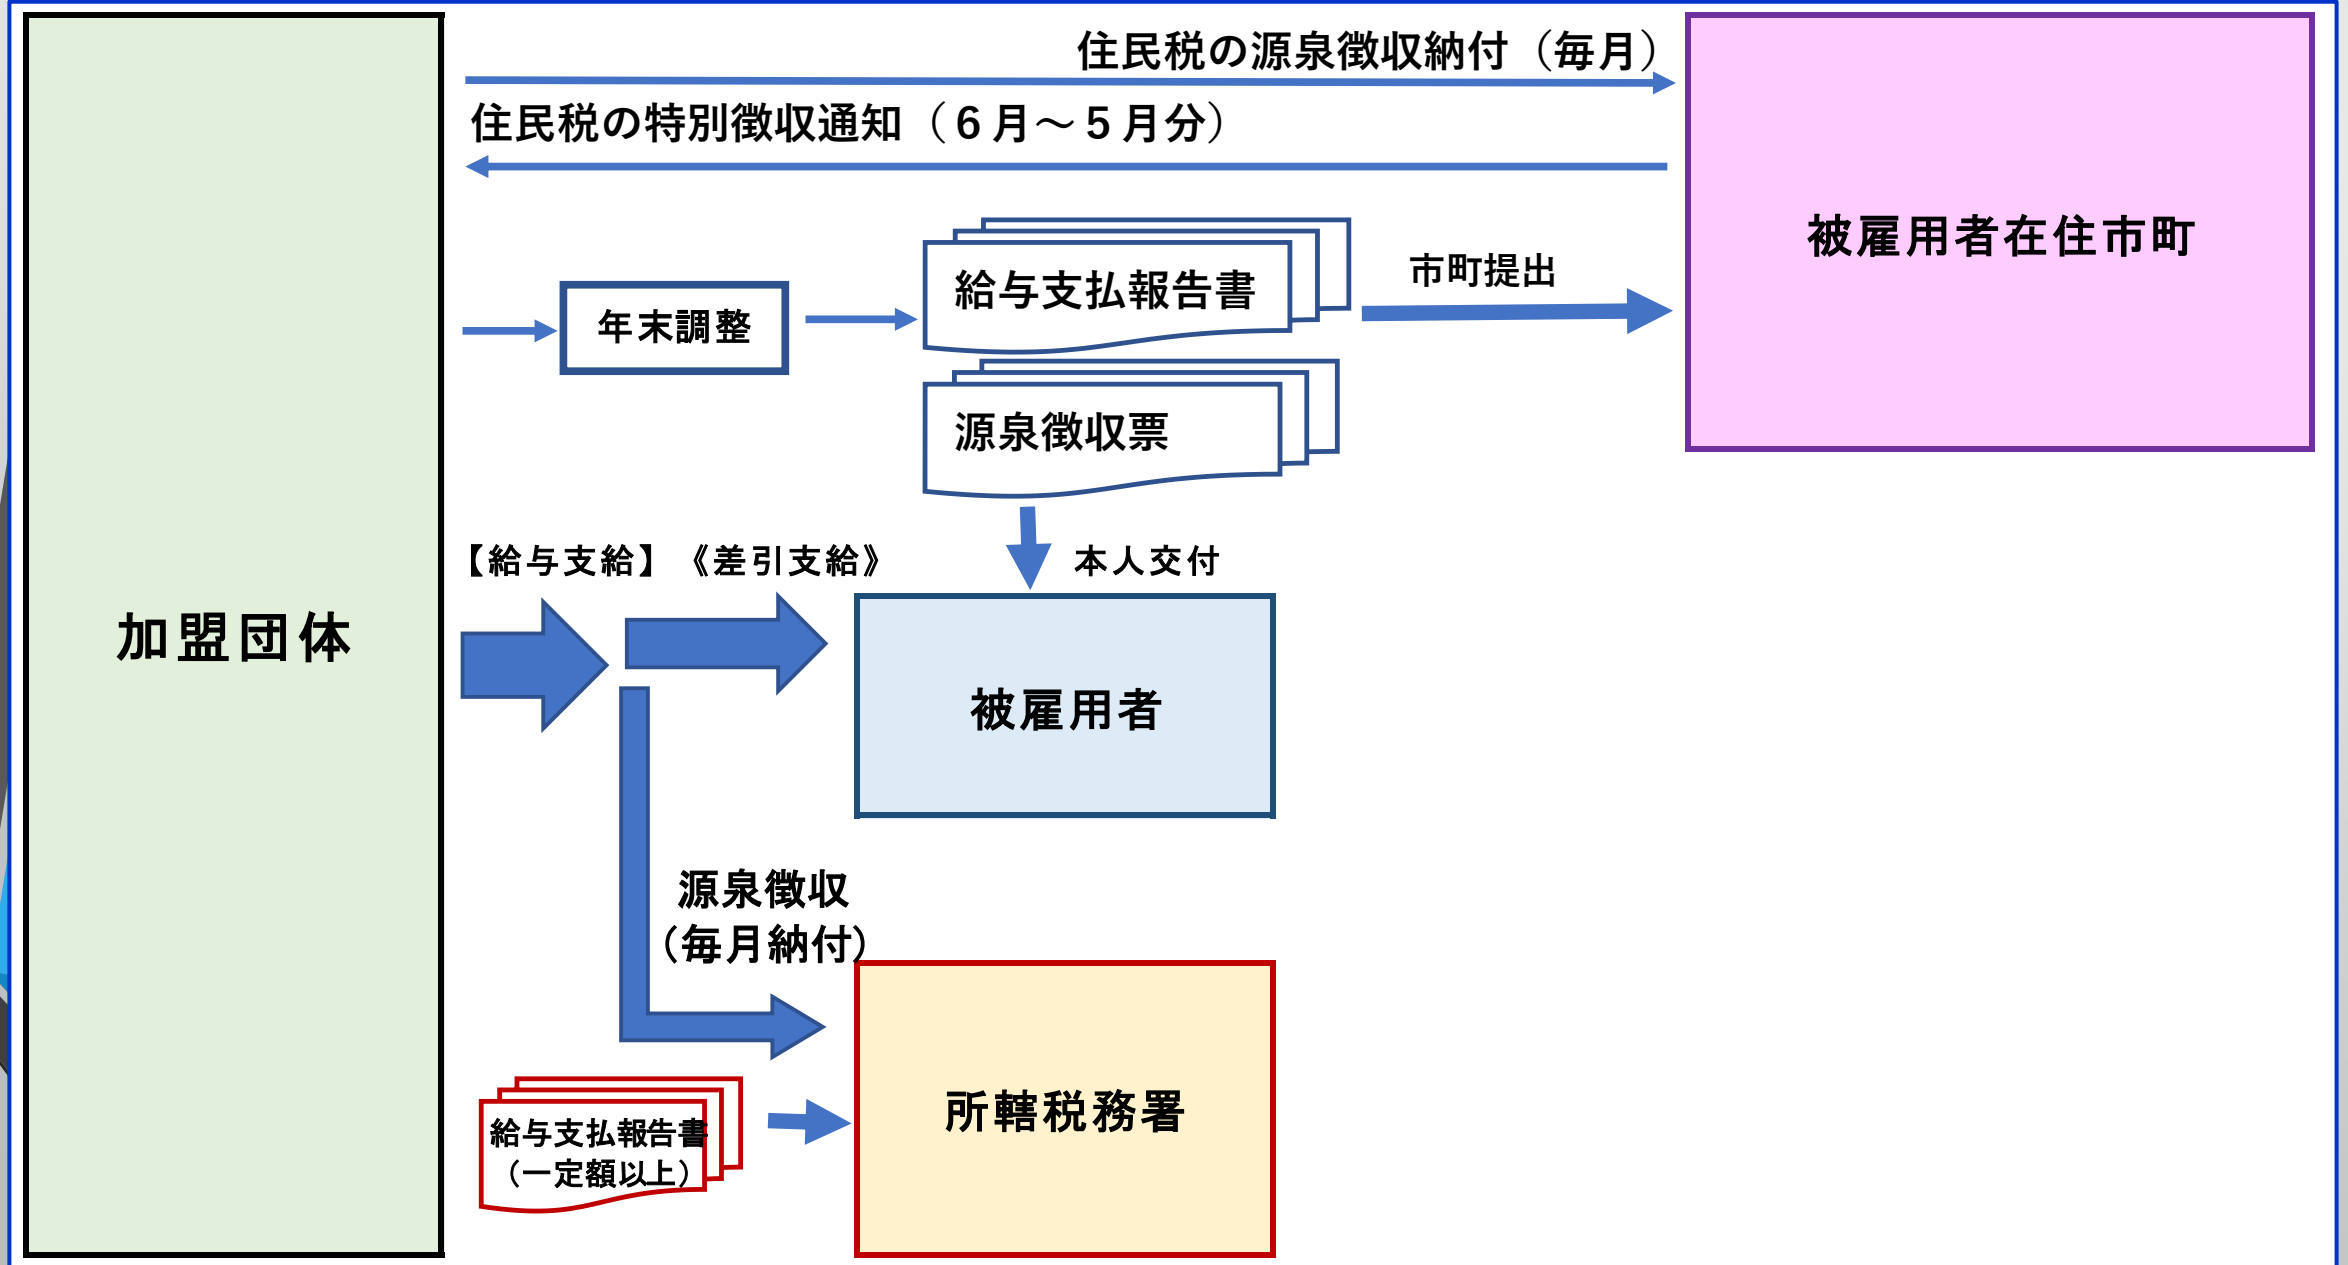 住民税の源泉徴収納付（毎月）
住民税の特別徴収通知（６月～５月分）
被雇用者在住市町
給与支払報告書
市町提出
年末調整
源泉徴収票
【給与支給】《差引支給》
本人交付
加盟団体
被雇用者
源泉徴収
（毎月納付）
所轄税務署
給与支払報告書
（一定額以上）